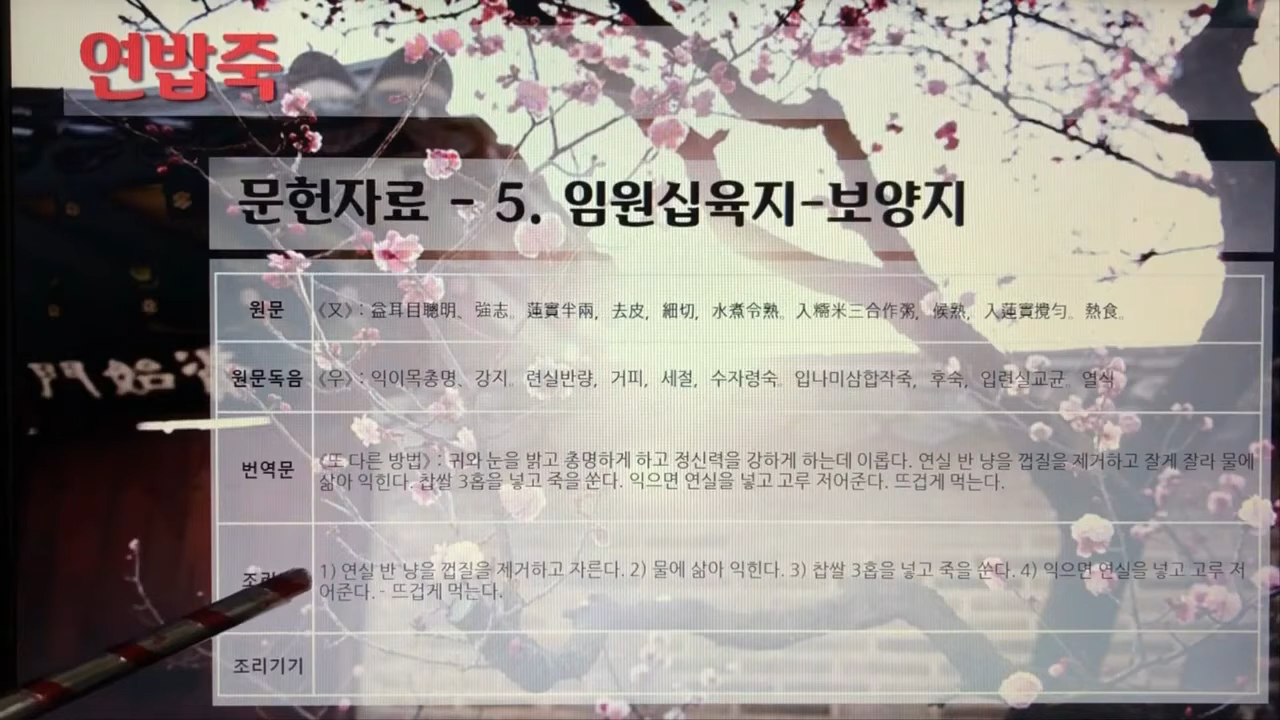 연밥죽
문헌자료 - 5. 임원십육지-보양지
원문
《又》: 益耳目聰明、強志。蓮實半兩, 去皮, 細切, 水煮令熟。入糯米三合作粥, 候熟, 入蓮實攪勻。熱食。
원문독음
《우》: 익이목총명、강지。련실반량, 거피, 세절, 수자령숙。입나미삼합작죽, 후숙, 입련실교균。열식
번역문
《또 다른 방법》: 귀와 눈을 밝고 총명하게 하고 정신력을 강하게 하는데 이롭다. 연실 반 냥을 껍질을 제거하고 잘게 잘라 물에
삶아 익힌다. 찹쌀 3홉을 넣고 죽을 쑨다. 익으면 연실을 넣고 고루 저어준다. 뜨겁게 먹는다.
1) 연실 반 냥을 껍질을 제거하고 자른다. 2) 물에 삶아 익힌다. 3) 찹쌀 3홉을 넣고 죽을 쑨다. 4) 익으면 연실을 넣고 고루 저
어준다. - 뜨겁게 먹는다.
조리기기